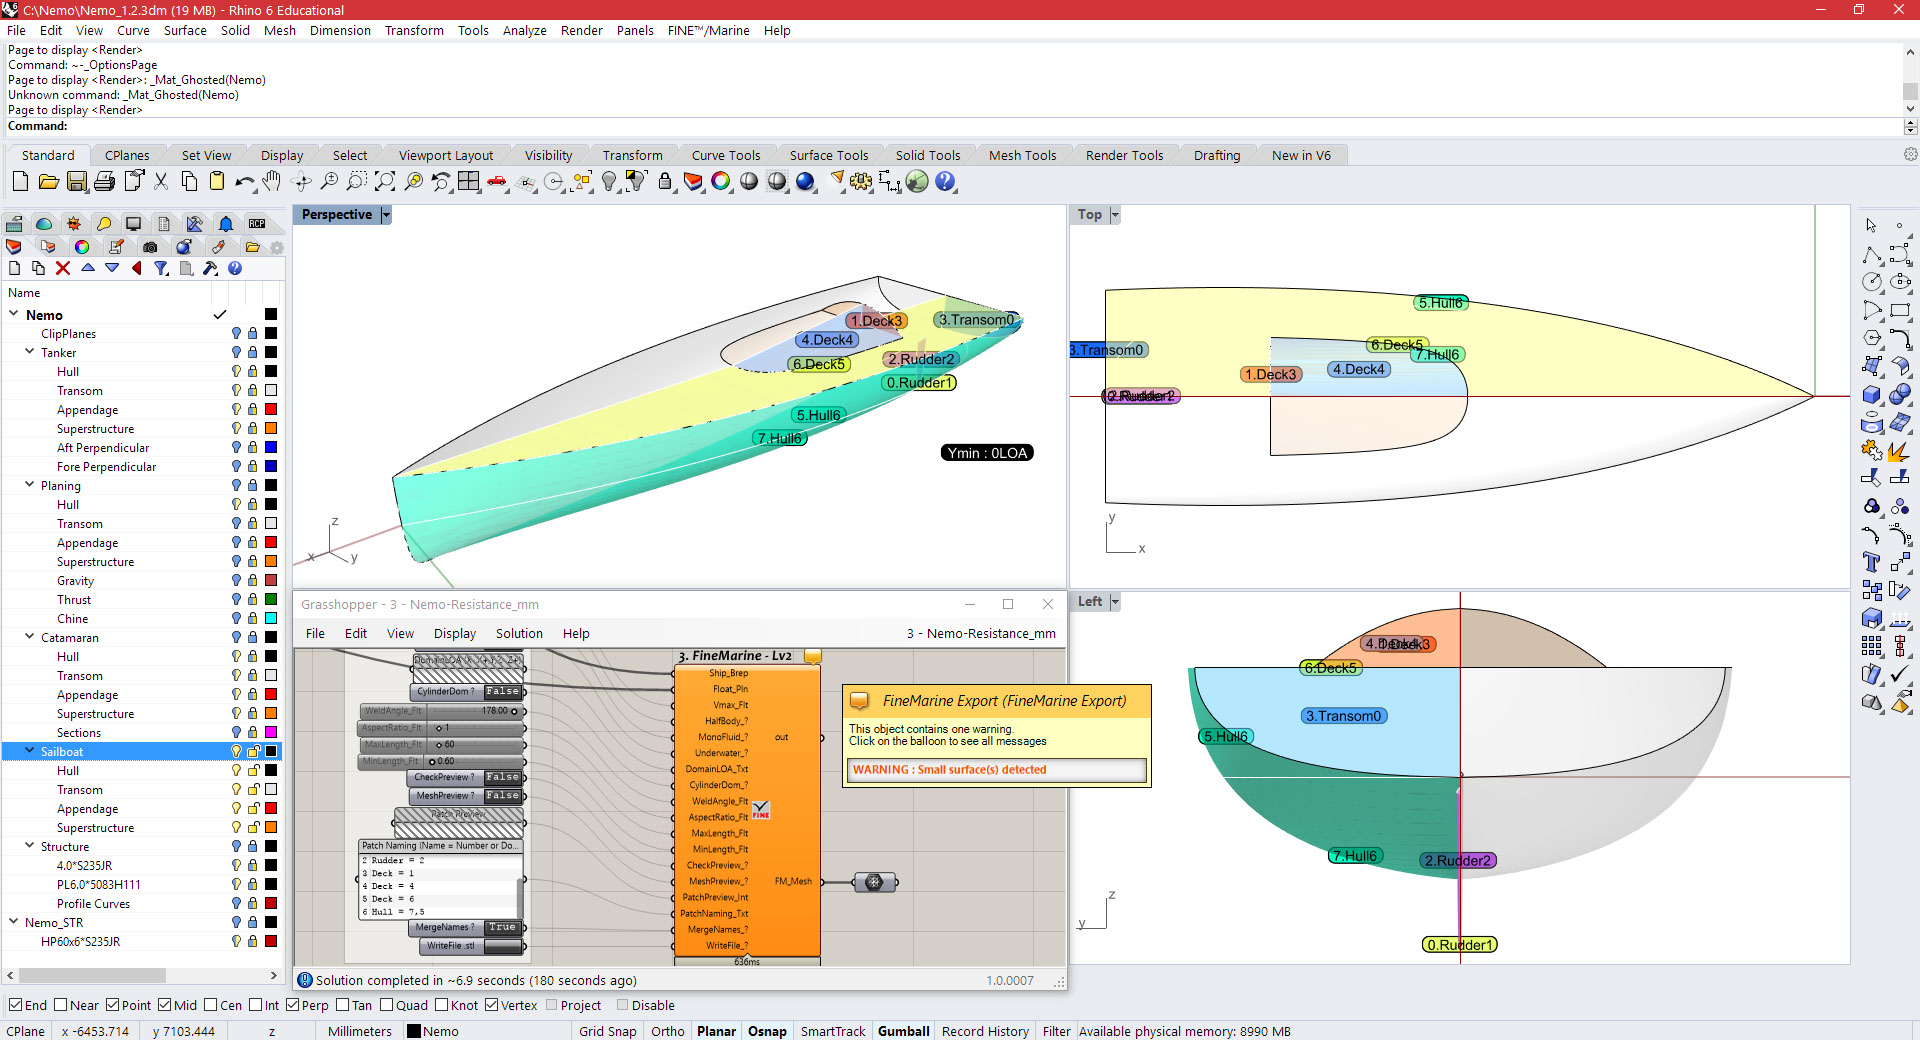 C:\Nemo\Nemo_1.2.3dm (19 MB) - Rhino 6 Educational
File Edit View Curve Surface Solid Mesh Dimension Transform Tools Analyze Render Panels FINE™/Marine Help
Page to display <Render>
Command: ~-_OptionsPage
Page to display <Render>: _Mat_Ghosted(Nemo)
Unknown command: _Mat_Ghosted(Nemo)
Page to display <Render>
Command:
Standard CPlanes Set View Display Select Viewport Layout Visibility Transform Curve Tools Surface Tools Solid Tools Mesh Tools Render Tools Drafting New in V6
RCP
Name
Nemo
ClipPlanes
Tanker
Hull
Transom
Appendage
Superstructure
Aft Perpendicular
Fore Perpendicular
Planing
Hull
Transom
Appendage
Superstructure
Gravity
Thrust
Chine
Catamaran
Hull
Transom
Appendage
Superstructure
Sections
Sailboat
Hull
Transom
Appendage
Superstructure
Structure
4.0*S235JR
PL6.0*5083H111
Profile Curves
Nemo_STR
HP60x6*S235JR
Perspective
1.Deck3
3.Transom0
4.Deck4
6.Deck5
2.Rudder2
0.Rudder1
5.Hull6
7.Hull6
Ymin : 0LOA
z
x
y
Top
5.Hull6
3.Transom0
6.Deck5
7.Hull6
1.Deck3
4.Deck4
y
x
Left
6.Deck5
3.Transom0
5.Hull6
7.Hull6
2.Rudder2
0.Rudder1
z
y
Grasshopper - 3 - Nemo-Resistance_mm
File Edit View Display Solution Help
3 - Nemo-Resistance_mm
CylinderDom ? False
WeldAngle_Flt 178.00
AspectRatio_Flt 1
MaxLength_Flt 60
MinLength_Flt 0.60
CheckPreview ? False
MeshPreview ? False
Patch Preview
Patch Naming (Name = Number or Do...
2 Rudder = 2
3 Deck = 1
4 Deck = 4
5 Deck = 6
6 Hull = 7,5
MergeNames ? True
WriteFile .stl
3. FineMarine - Lv2
Ship_Brep
Float_Pln
Vmax_Flt
HalfBody_?
MonoFluid_? out
Underwater_?
DomainLOA_Txt
CylinderDom_?
WeldAngle_Flt
FINE
AspectRatio_Flt
MaxLength_Flt
MinLength_Flt
CheckPreview_?
MeshPreview_? FM_Mesh
PatchPreview_Int
PatchNaming_Txt
MergeNames_?
WriteFile_?
636ms
FineMarine Export (FineMarine Export)
This object contains one warning.
Click on the balloon to see all messages
WARNING : Small surface(s) detected
Solution completed in ~6.9 seconds (180 seconds ago)
1.0.0007
End Near Point Mid Cen Int Perp Tan Quad Knot Vertex Project Disable
CPlane x -6453.714 y 7103.444 z Millimeters Nemo Grid Snap Ortho Planar Osnap SmartTrack Gumball Record History Filter Available physical memory: 8990 MB